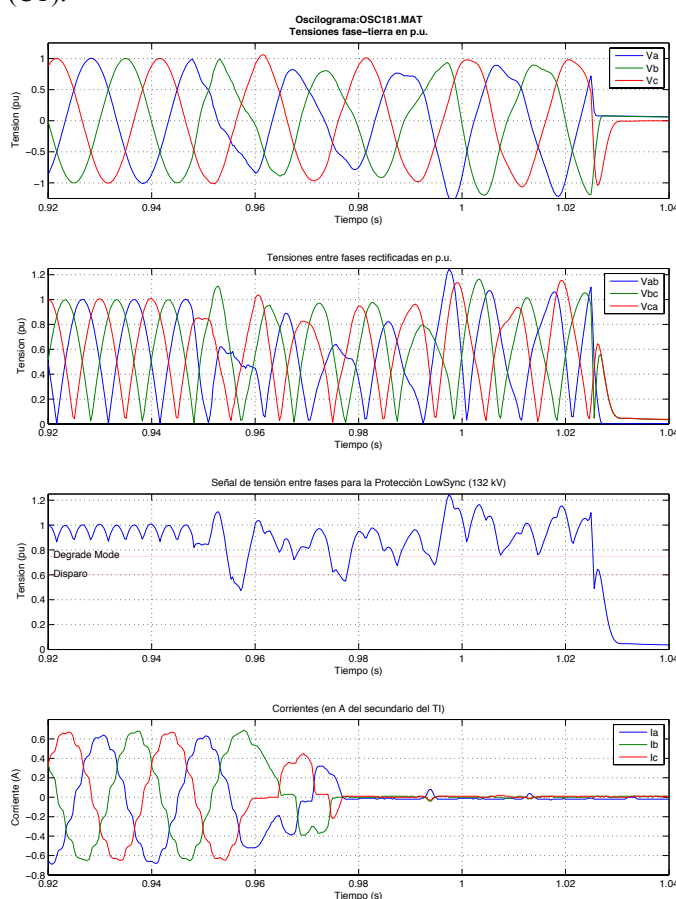 (C1).
Oscilograma:OSC181.MAT
Tensiones fase−tierra en p.u.
Tension (pu)
1
0.5
0
−0.5
−1
Va
Vb
Vc
0.92 0.94 0.96 0.98 1 1.02 1.04
Tiempo (s)
Tensiones entre fases rectificadas en p.u.
Tension (pu)
1.2
1
0.8
0.6
0.4
0.2
0
Vab
Vbc
Vca
0.92 0.94 0.96 0.98 1 1.02 1.04
Tiempo (s)
Señal de tensión entre fases para la Protección LowSync (132 kV)
Tension (pu)
1.2
1
0.8
0.6
0.4
0.2
0
Degrade Mode
Disparo
0.92 0.94 0.96 0.98 1 1.02 1.04
Tiempo (s)
Corrientes (en A del secundario del TI)
Corriente (A)
0.6
0.4
0.2
0
−0.2
−0.4
−0.6
−0.8
Ia
Ib
Ic
0.92 0.94 0.96 0.98 1 1.02 1.04
Tiempo (s)